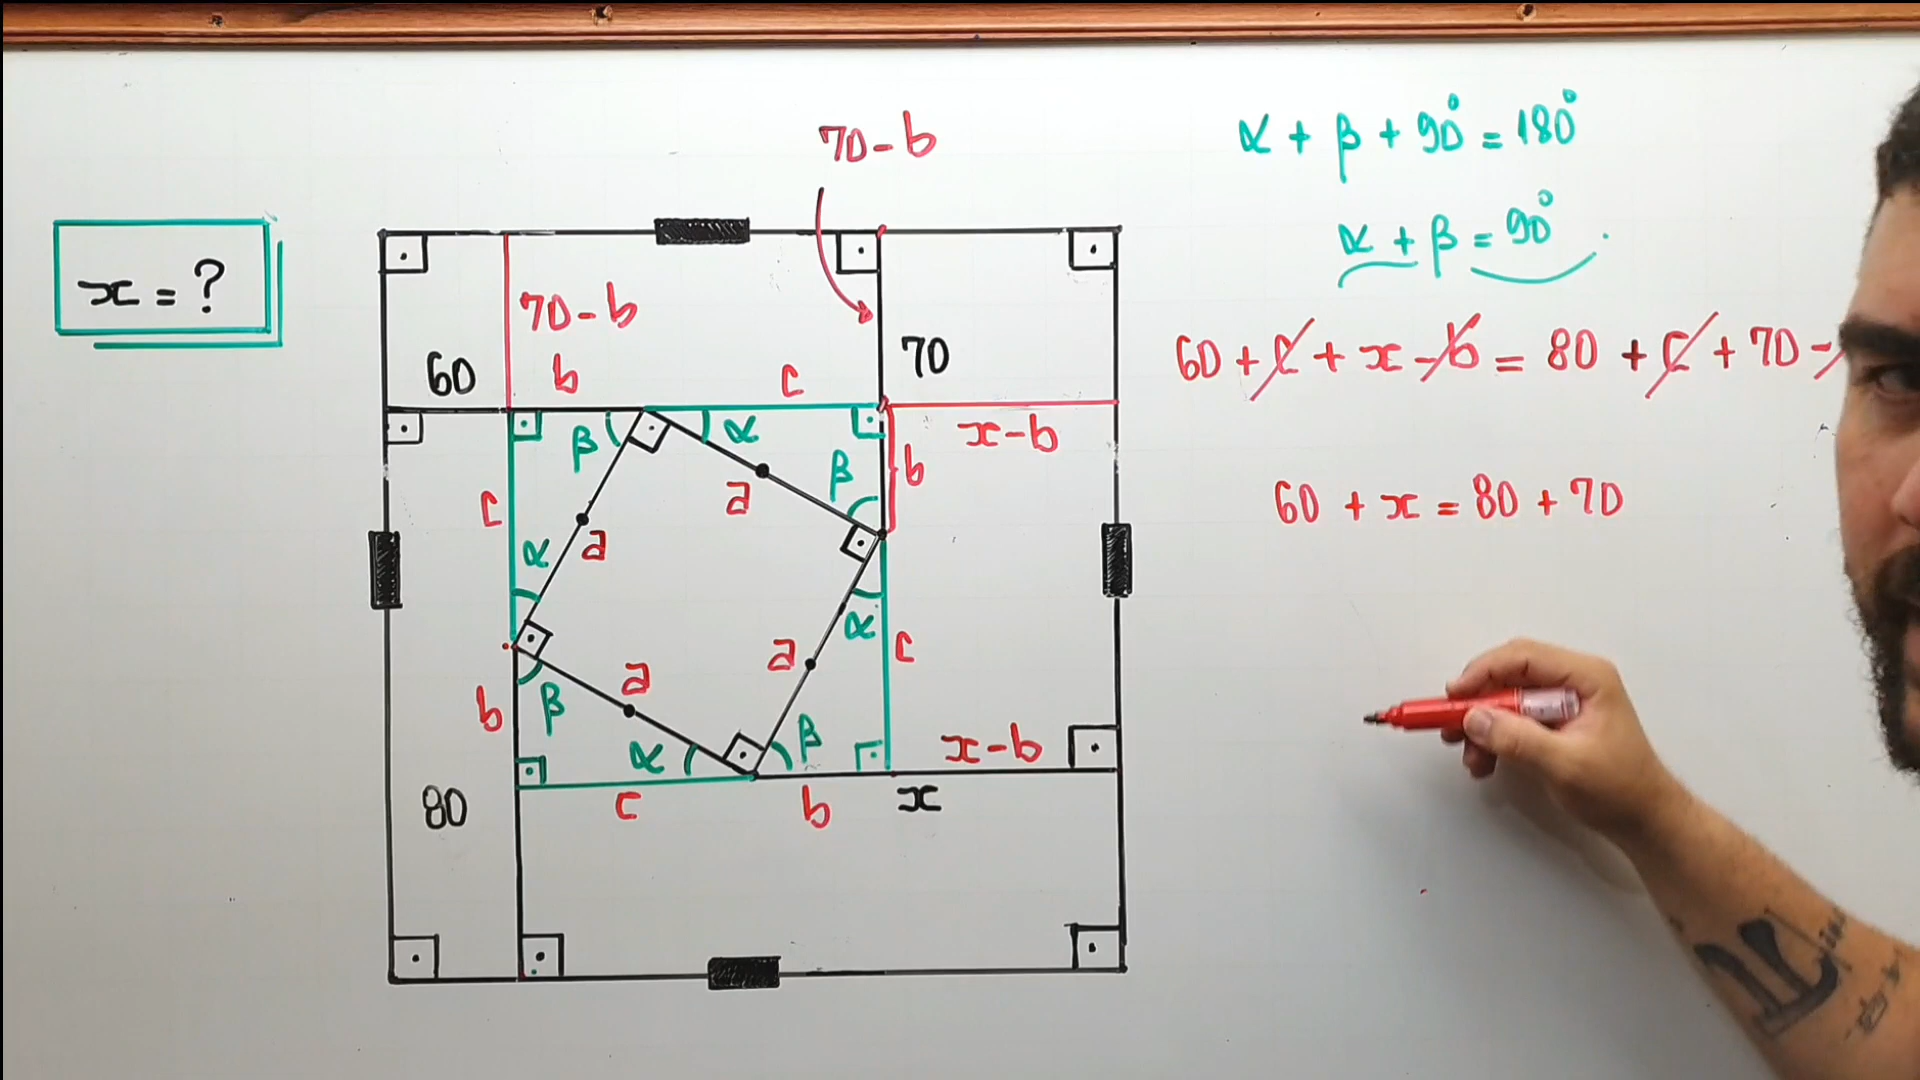 70-b
α + β + 90° = 180°
α + β = 90°
x = ?
70-b
60 b c 70
60 + c + x - b = 80 + c + 70 -
β α x-b
c β b
a
60 + x = 80 + 70
α a
α
a a c
b β
α β x-b
80 c b x